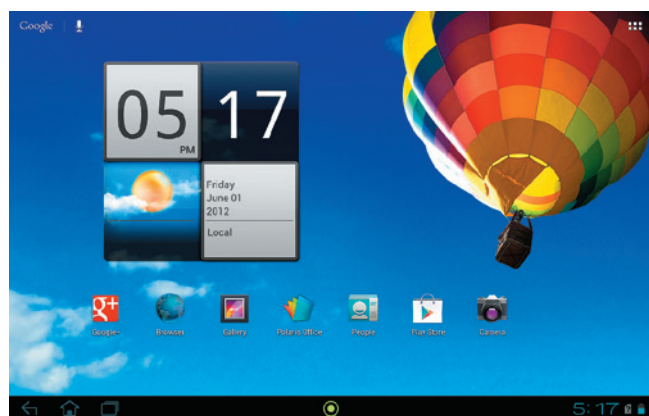 Google
05 17
PM
Friday
June 01
2012
Local
Google+ Browser Gallery Polaris Office People Play Store Camera
5:17